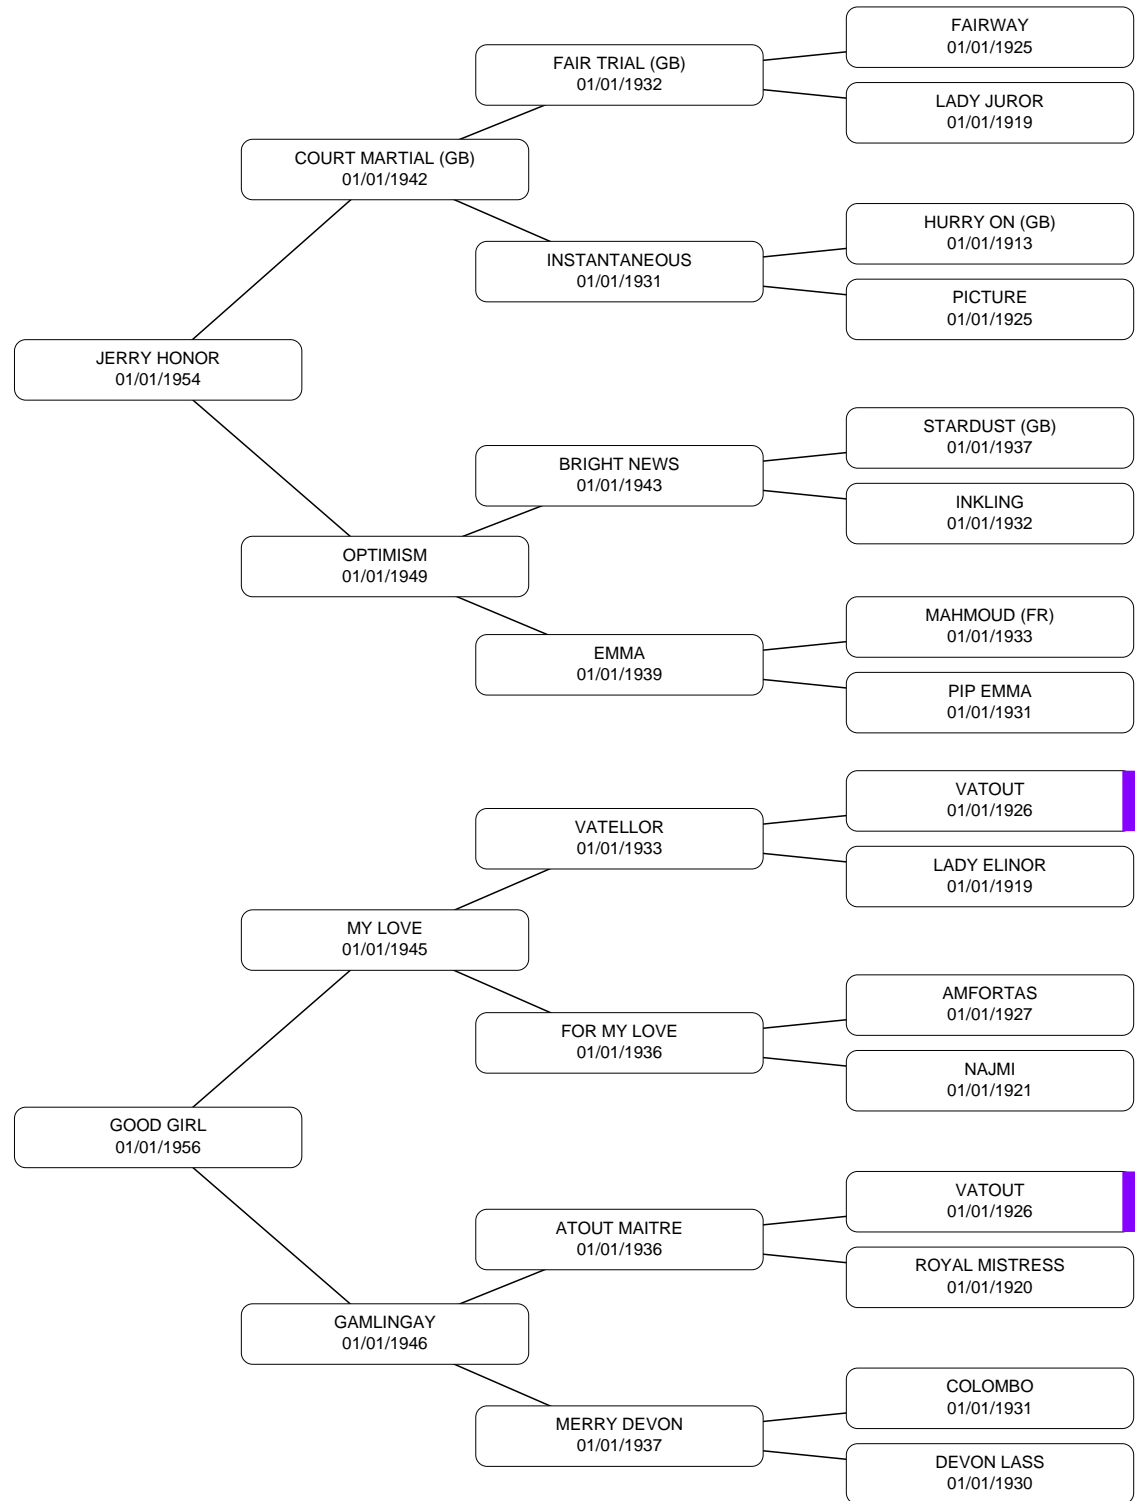 FAIRWAY
01/01/1925
FAIR TRIAL (GB)
01/01/1932
LADY JUROR
01/01/1919
COURT MARTIAL (GB)
01/01/1942
HURRY ON (GB)
01/01/1913
INSTANTANEOUS
01/01/1931
PICTURE
01/01/1925
JERRY HONOR
01/01/1954
STARDUST (GB)
01/01/1937
BRIGHT NEWS
01/01/1943
INKLING
01/01/1932
OPTIMISM
01/01/1949
MAHMOUD (FR)
01/01/1933
EMMA
01/01/1939
PIP EMMA
01/01/1931
VATOUT
01/01/1926
VATELLOR
01/01/1933
LADY ELINOR
01/01/1919
MY LOVE
01/01/1945
AMFORTAS
01/01/1927
FOR MY LOVE
01/01/1936
NAJMI
01/01/1921
GOOD GIRL
01/01/1956
VATOUT
01/01/1926
ATOUT MAITRE
01/01/1936
ROYAL MISTRESS
01/01/1920
GAMLINGAY
01/01/1946
COLOMBO
01/01/1931
MERRY DEVON
01/01/1937
DEVON LASS
01/01/1930